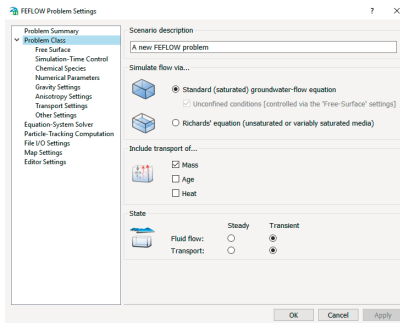 FEFLOW Problem Settings
Problem Summary
Problem Class
Free Surface
Simulation-Time Control
Chemical Species
Numerical Parameters
Gravity Settings
Anisotropy Settings
Transport Settings
Other Settings
Equation-System Solver
Particle-Tracking Computation
File I/O Settings
Map Settings
Editor Settings
Scenario description
A new FEFLOW problem
Simulate flow via...
Standard (saturated) groundwater-flow equation
Unconfined conditions [controlled via the 'Free-Surface' settings]
Richards' equation (unsaturated or variably saturated media)
Include transport of...
Mass
Age
Heat
State
Steady Transient
Fluid flow:
Transport:
OK Cancel Apply